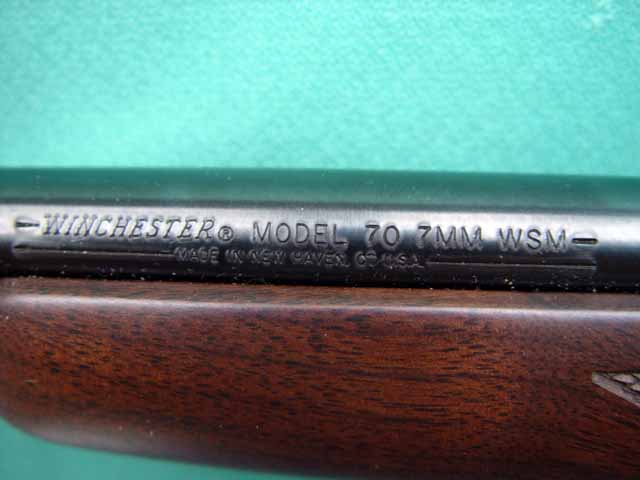 WINCHESTER® MODEL 70 7MM WSM
MADE IN NEW HAVEN, CT. U.S.A.